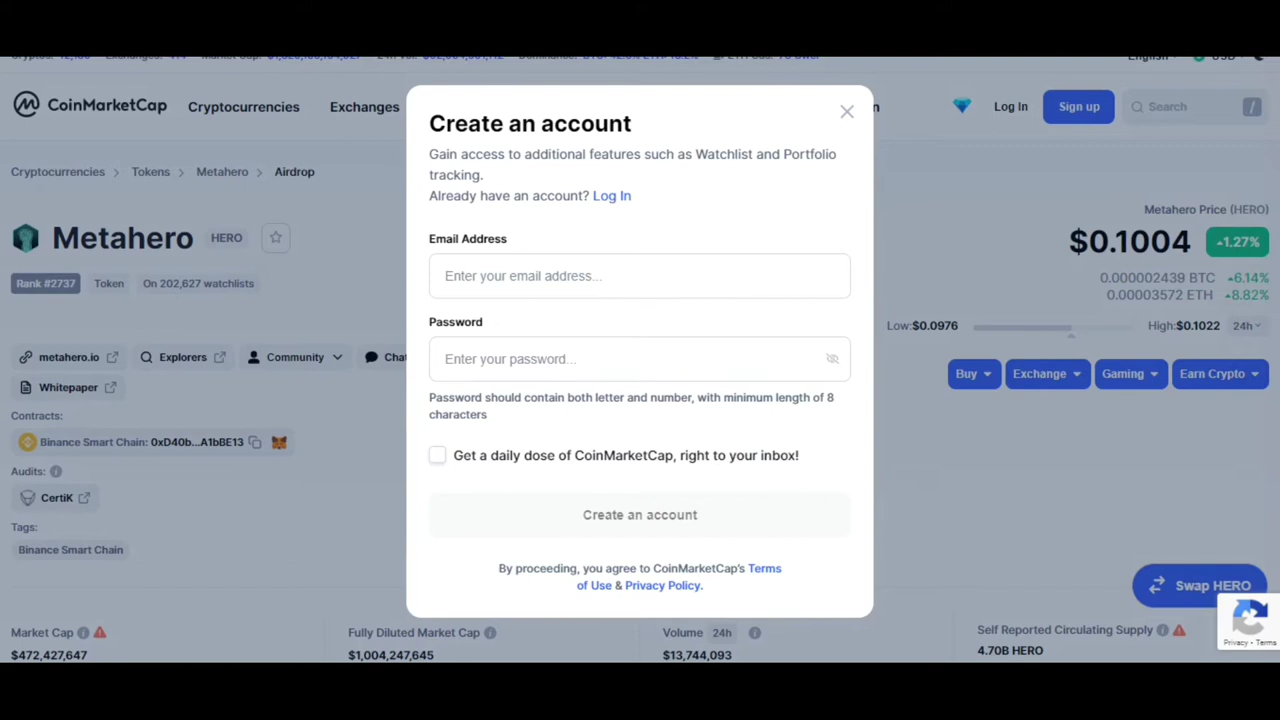 CoinMarketCap Cryptocurrencies Exchanges Log In Sign up Search /
Cryptocurrencies > Tokens > Metahero > Airdrop
Metahero HERO
Rank #2737 Token On 202,627 watchlists
metahero.io Explorers Community Chat
Whitepaper
Contracts:
Binance Smart Chain: 0xD40b...A1bBE13
Audits:
CertiK
Tags:
Binance Smart Chain
Create an account
Gain access to additional features such as Watchlist and Portfolio
tracking.
Already have an account? Log In
Email Address
Enter your email address...
Password
Enter your password...
Password should contain both letter and number, with minimum length of 8
characters
Get a daily dose of CoinMarketCap, right to your inbox!
Create an account
By proceeding, you agree to CoinMarketCap's Terms
of Use & Privacy Policy.
Metahero Price (HERO)
$0.1004 1.27%
0.000002439 BTC 6.14%
0.00003572 ETH 8.82%
Low:$0.0976 High:$0.1022 24h
Buy Exchange Gaming Earn Crypto
Swap HERO
Privacy - Terms
Market Cap Fully Diluted Market Cap Volume 24h Self Reported Circulating Supply
$472,427,647 $1,004,247,645 $13,744,093 4.70B HERO